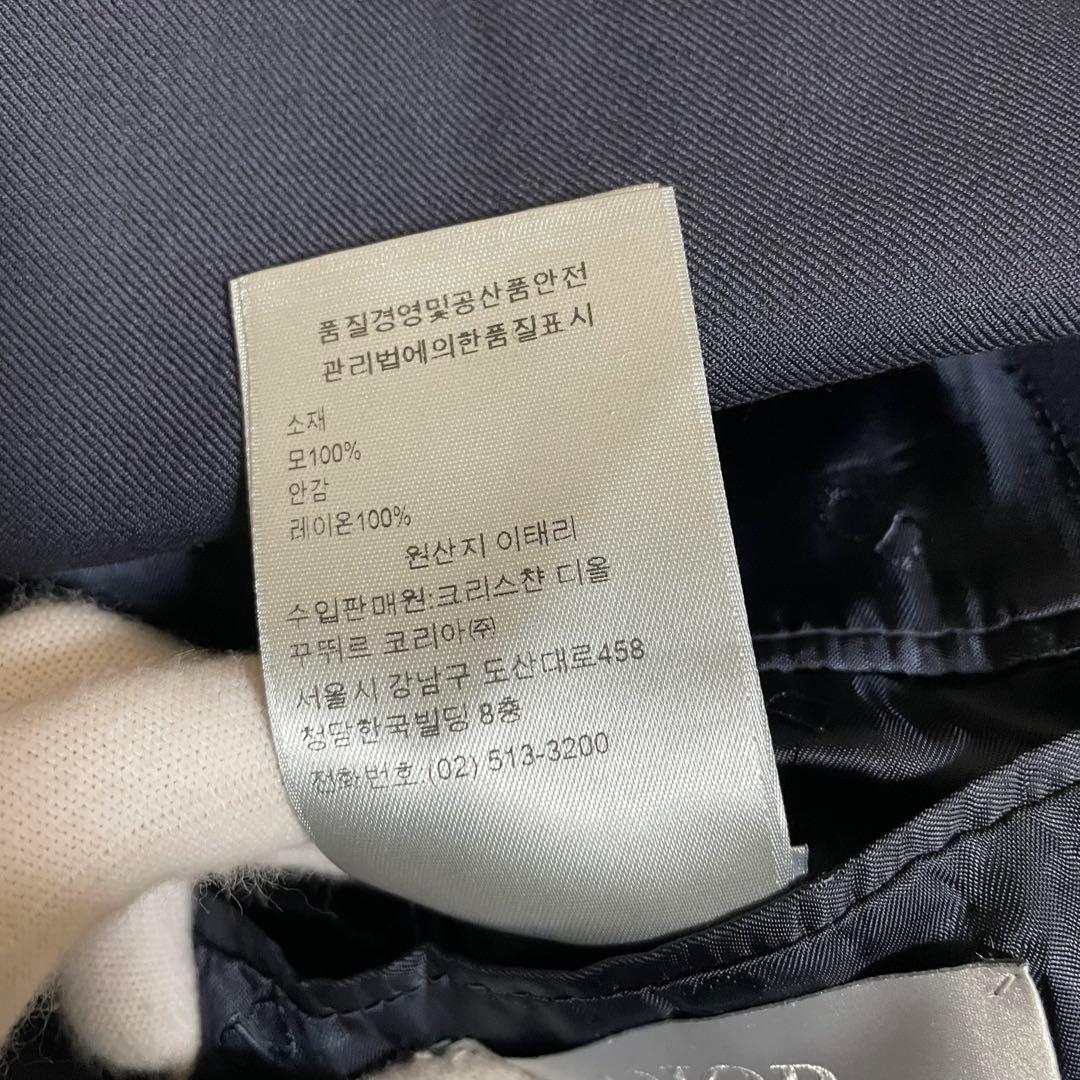 품질경영및공산품안전
관리법에의한품질표시
소재
모100%
안감
레이온100%
원산지 이태리
수입판매원:크리스챤 디올
꾸뛰르 코리아㈜
서울시 강남구 도산대로458
청담한국빌딩 8층
전화번호:(02) 513-3200